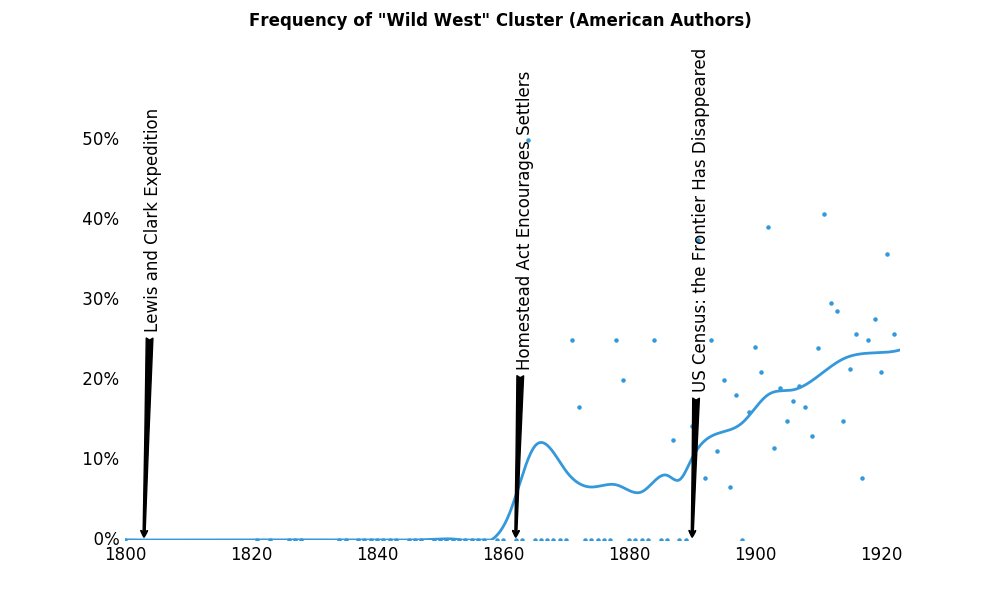 Frequency of "Wild West" Cluster (American Authors)
Lewis and Clark Expedition
Homestead Act Encourages Settlers
US Census: the Frontier Has Disappeared
50%
40%
30%
20%
10%
0%
1800 1820 1840 1860 1880 1900 1920